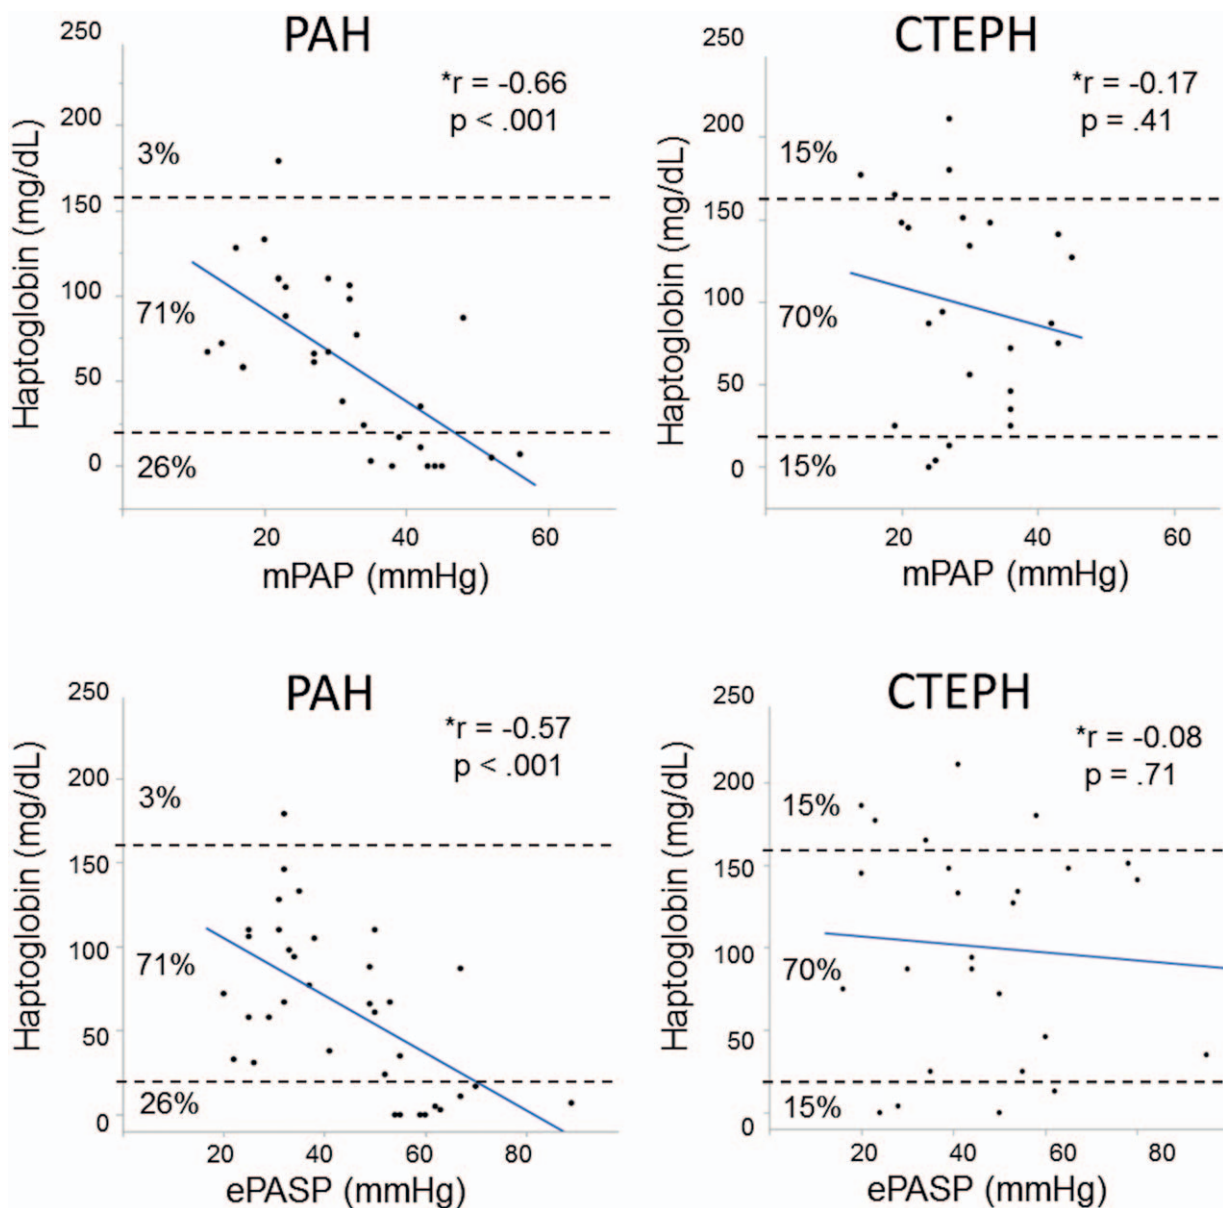 PAH
*r = -0.66
p < .001
Haptoglobin (mg/dL)
250
200
150
100
50
0
3%
71%
26%
20
40
60
mPAP (mmHg)
CTEPH
*r = -0.17
p = .41
Haptoglobin (mg/dL)
250
200
150
100
50
0
15%
70%
15%
20
40
60
mPAP (mmHg)
PAH
*r = -0.57
p < .001
Haptoglobin (mg/dL)
250
200
150
100
50
0
3%
71%
26%
20
40
60
80
ePASP (mmHg)
CTEPH
*r = -0.08
p = .71
Haptoglobin (mg/dL)
250
200
150
100
50
0
15%
70%
15%
20
40
60
80
ePASP (mmHg)